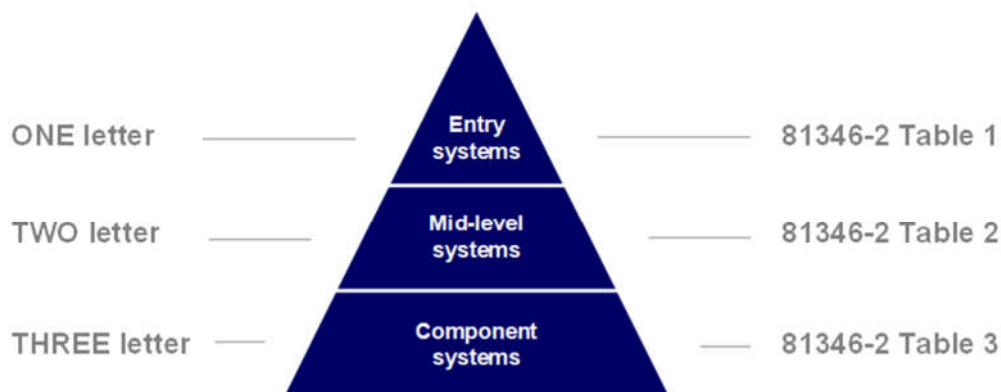 ONE letter
Entry
systems
81346-2 Table 1
TWO letter
Mid-level
systems
81346-2 Table 2
THREE letter
Component
systems
81346-2 Table 3